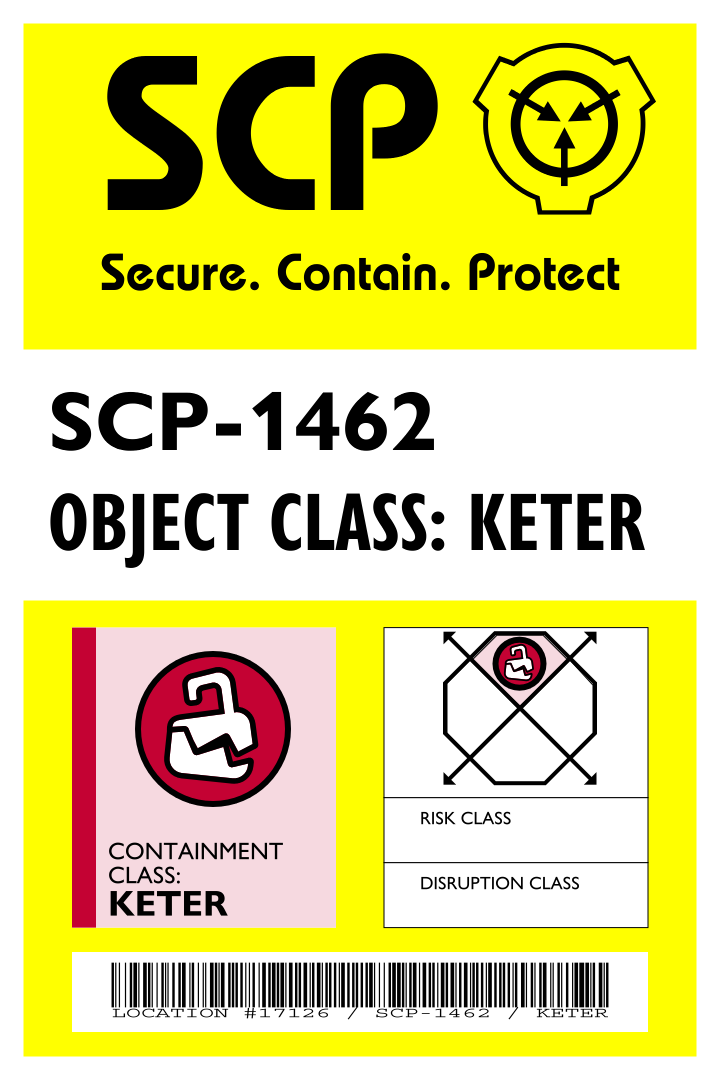 SCP
Secure. Contain. Protect
SCP-1462
OBJECT CLASS: KETER
CONTAINMENT
CLASS:
KETER
RISK CLASS
DISRUPTION CLASS
LOCATION #17126 / SCP-1462 / KETER